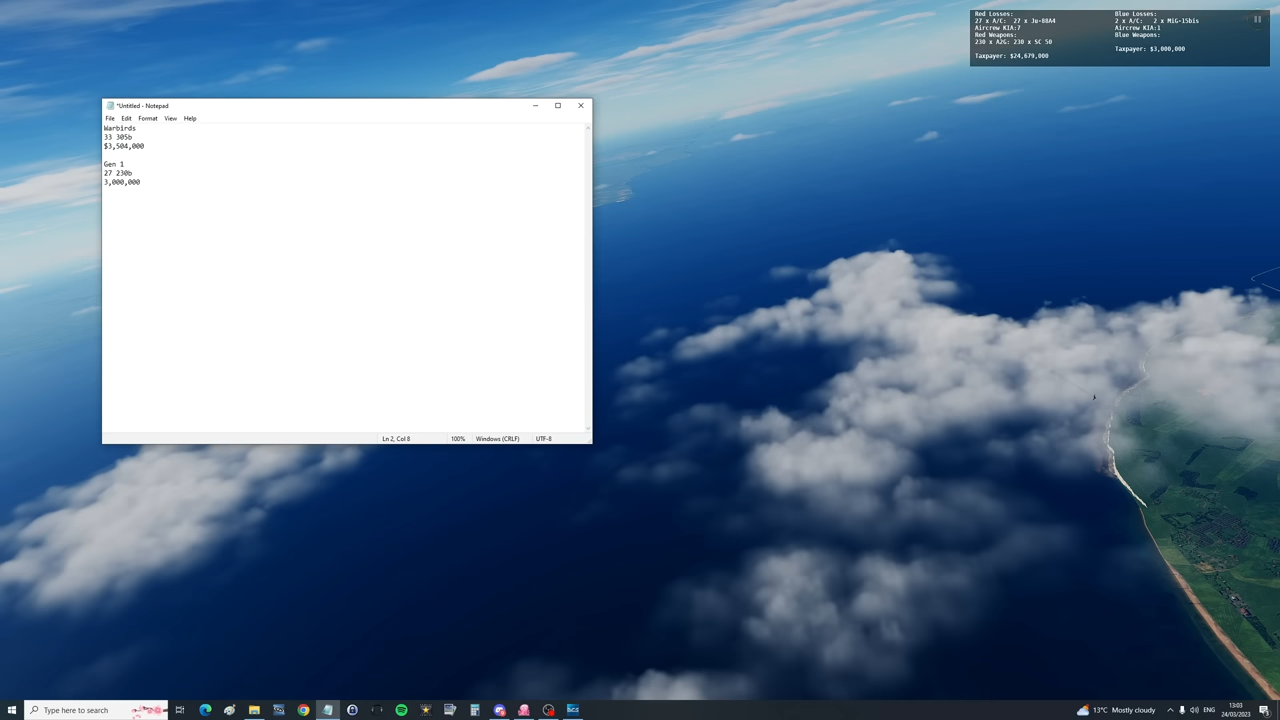 Red Losses:
27 x A/C: 27 x Ju-88A4
Aircrew KIA:7
Red Weapons:
230 x A2G: 230 x SC 50
Taxpayer: $24,679,000
Blue Losses:
2 x A/C: 2 x MiG-15bis
Aircrew KIA:1
Blue Weapons:
Taxpayer: $3,000,000
*Untitled - Notepad
File Edit Format View Help
Warbirds
33 305b
$3,504,000
Gen 1
27 230b
3,000,000
Ln 2, Col 8 100% Windows (CRLF) UTF-8
Type here to search
13°C Mostly cloudy
ENG
13:03
24/03/2023